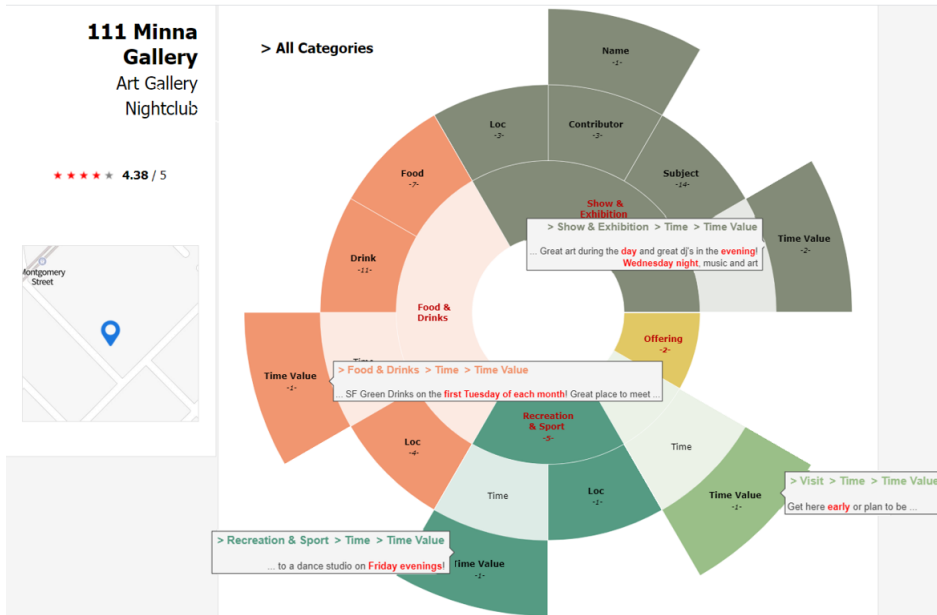 111 Minna
Gallery
Art Gallery
Nightclub
4.38 / 5
Montgomery
Street
> All Categories
Name
-1-
Loc
-3-
Contributor
-3-
Subject
-14-
Show &
Exhibition
> Show & Exhibition > Time > Time Value
... Great art during the day and great dj's in the evening!
Wednesday night, music and art
Time Value
-2-
Food
-7-
Drink
-11-
Food &
Drinks
Offering
-2-
Time
Time Value
-1-
> Food & Drinks > Time > Time Value
... SF Green Drinks on the first Tuesday of each month! Great place to meet ...
Loc
-4-
Recreation
& Sport
-5-
Time
Time
Loc
-1-
Time Value
-1-
> Visit > Time > Time Value
Get here early or plan to be ...
> Recreation & Sport > Time > Time Value
... to a dance studio on Friday evenings!
Time Value
-1-